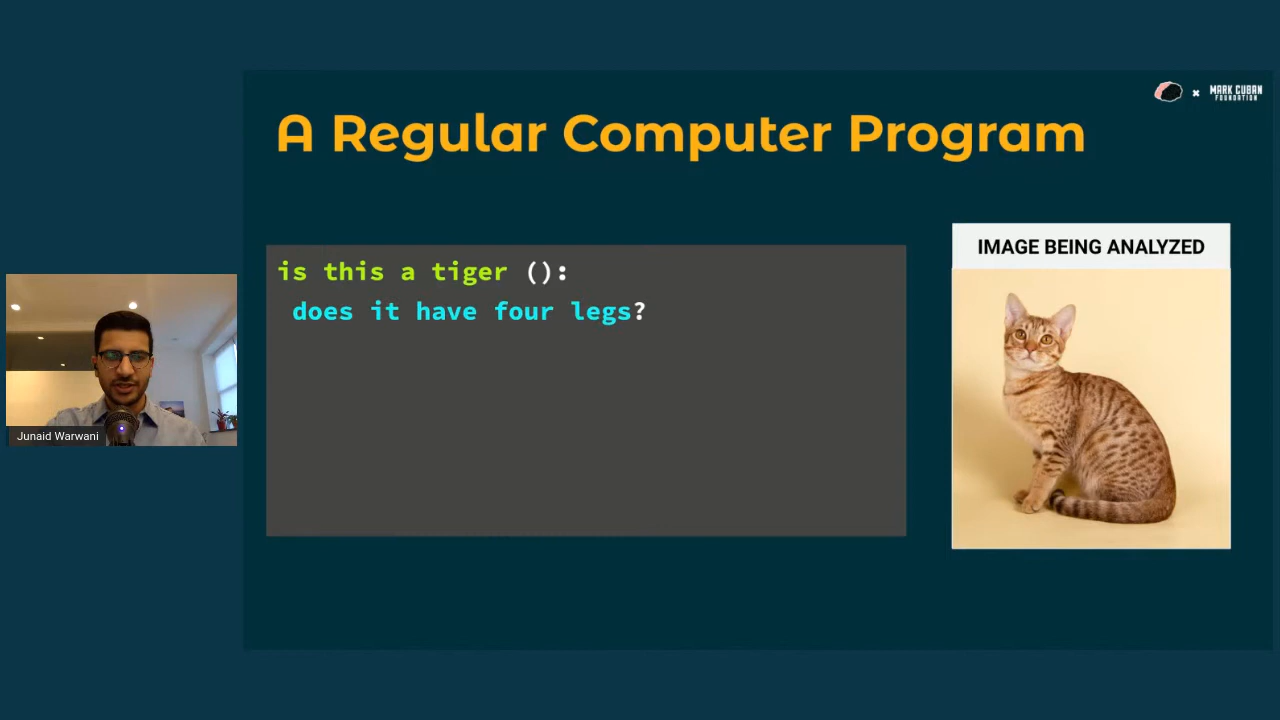 MARK CUBAN
FOUNDATION
A Regular Computer Program
is this a tiger ():
does it have four legs?
IMAGE BEING ANALYZED
Junaid Warwani